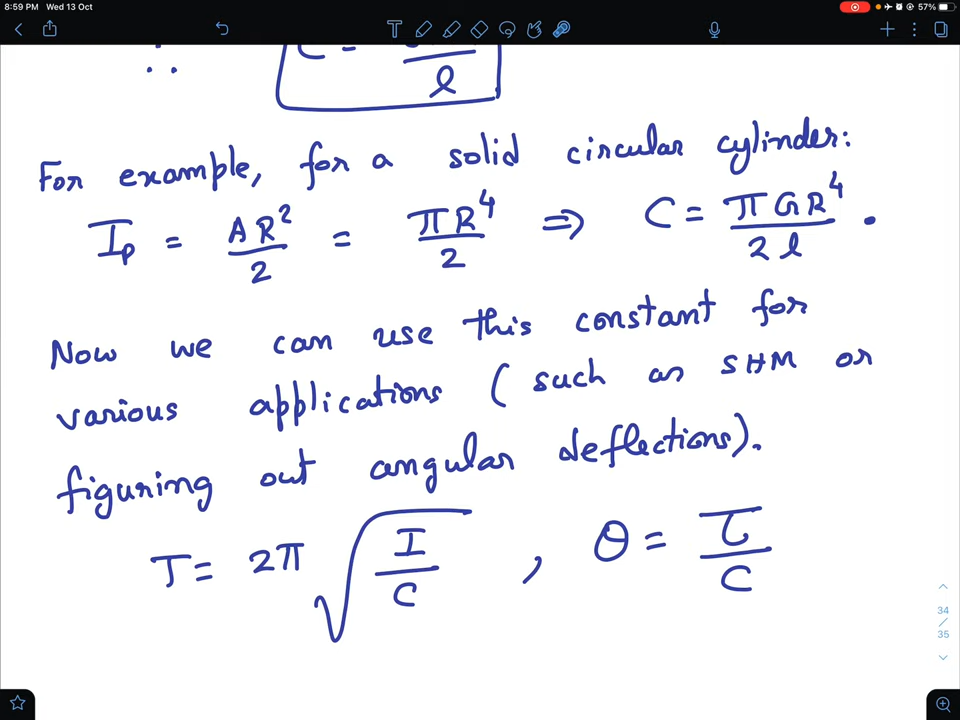 8:59 PM Wed 13 Oct
57%
∴ l
For example, for a solid circular cylinder:
I_p = AR²/2 = πR⁴/2 ⇒ C = πGR⁴/2l .
Now we can use this constant for
various applications (such as SHM or
figuring out angular deflections).
T = 2π √(I/C) , θ = τ/C
34
/
35